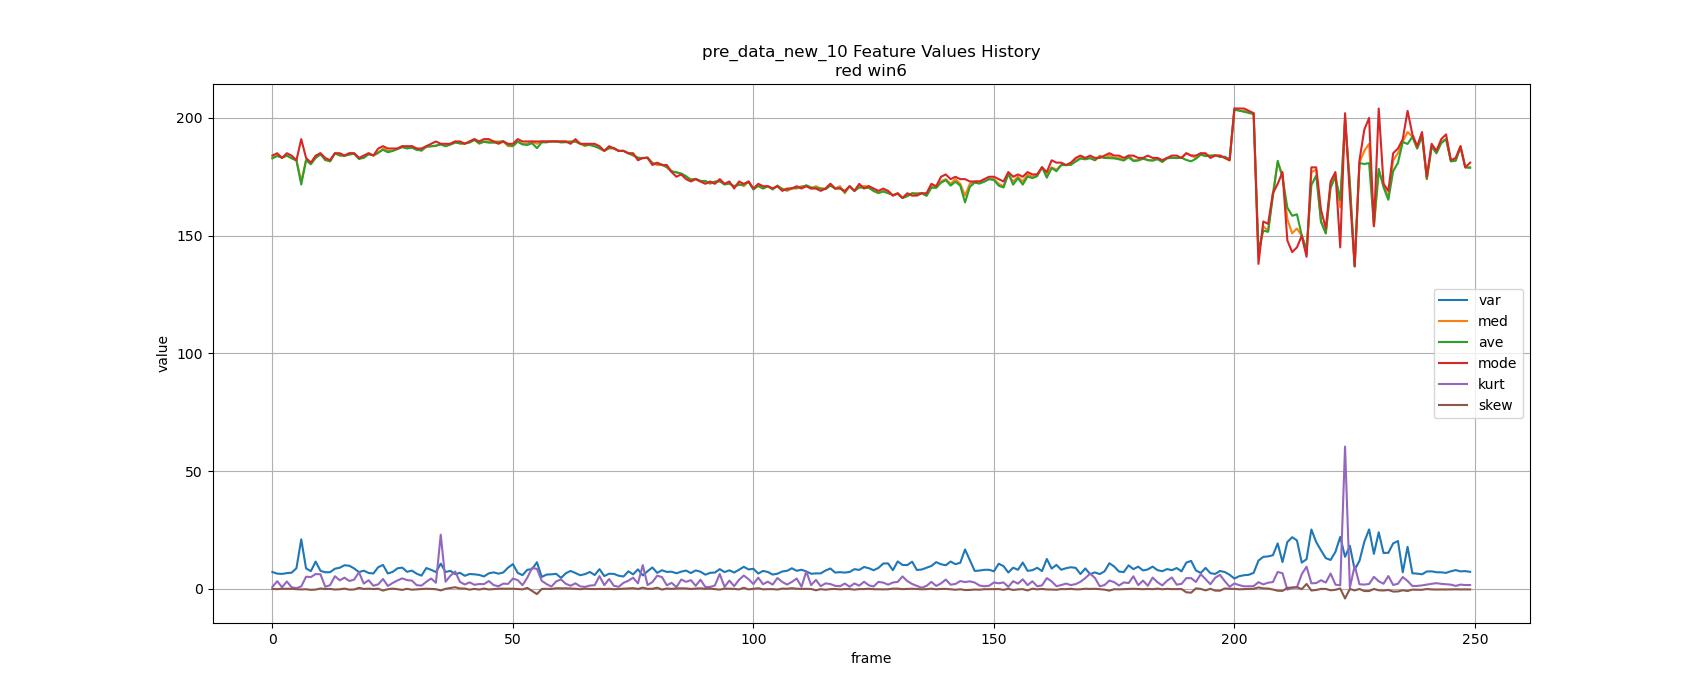 pre_data_new_10 Feature Values History
red win6
200
150
100
50
0
value
0
50
100
150
200
250
frame
var
med
ave
mode
kurt
skew